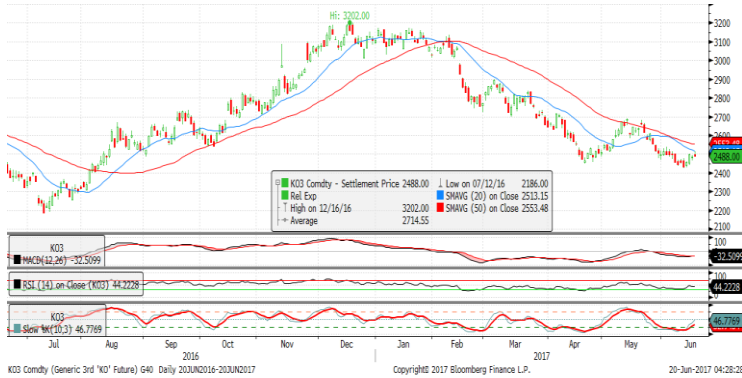 Hi: 3202.00
3200
3100
3000
2900
2800
2700
2600
2553.48
2488.00
2400
2300
2200
2100
K03 Comdty - Settlement Price 2488.00
Rel Exp
High on 12/16/16 3202.00
Average 2714.55
Low on 07/12/16 2186.00
SMAVG (20) on Close 2513.15
SMAVG (50) on Close 2553.48
K03
MACD(12,26) -32.5099
100
-32.5099
RSI (14) on Close (K03) 44.2228
100
44.2228
0
K03
Slow %K(10,3) 46.7769
100
46.7769
Jul Aug Sep Oct Nov Dec Jan Feb Mar Apr May Jun
2016 2017
KO3 Comdty (Generic 3rd 'KO' Future) G40 Daily 20JUN2016-20JUN2017 Copyright© 2017 Bloomberg Finance L.P. 20-Jun-2017 04:28:28